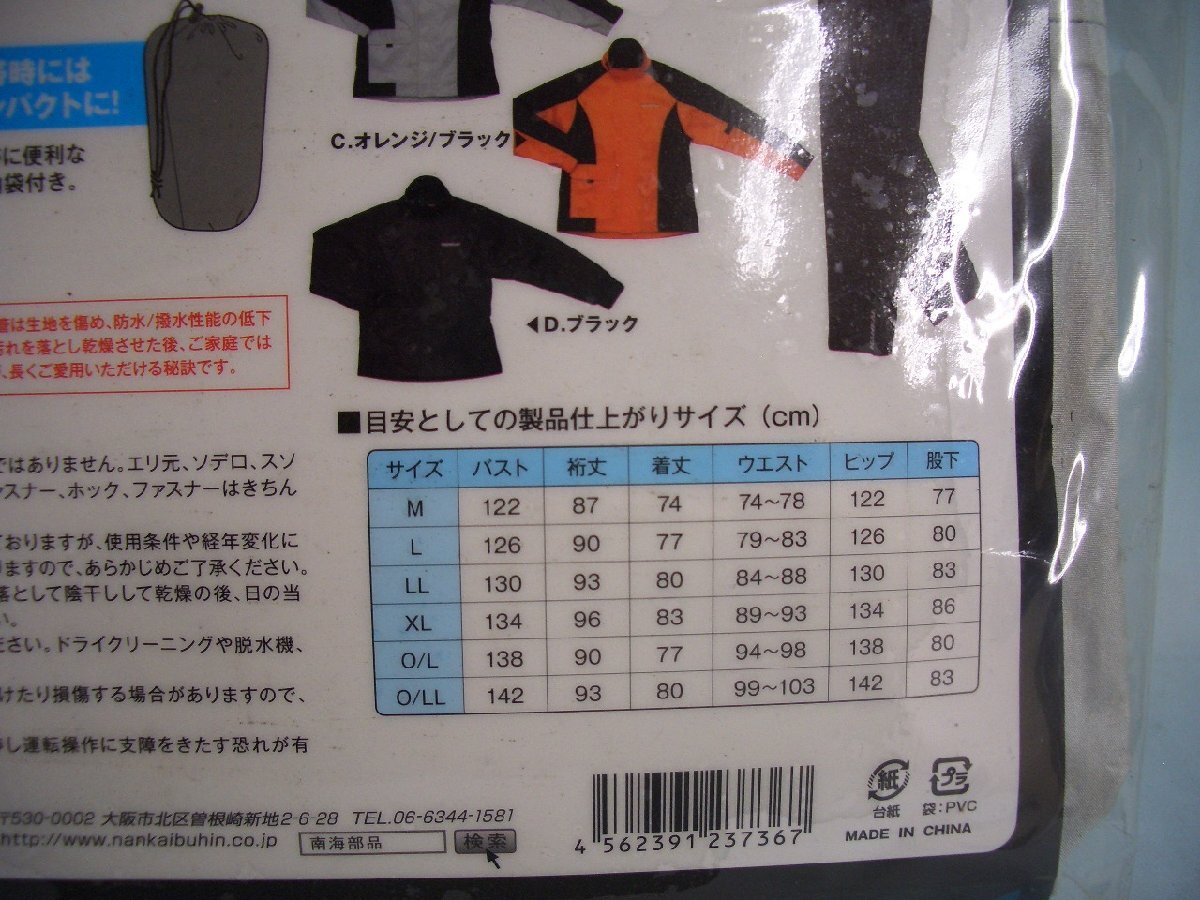 時には
ンパクトに!
に便利な
袋付き。
C.オレンジ/ブラック
◀D.ブラック
は生地を傷め、防水/撥水性能の低下
汚れを落とし乾燥させた後、ご家庭では
、長くご愛用いただける秘訣です。
ではありません。エリ元、ソデ口、スソ
ァスナー、ホック、ファスナーはきちん
ておりますが、使用条件や経年変化に
りますので、あらかじめご了承ください。
落として陰干しして乾燥の後、日の当
い。
ださい。ドライクリーニングや脱水機、
けたり損傷する場合がありますので、
し運転操作に支障をきたす恐れが有
■目安としての製品仕上がりサイズ(cm)
サイズ バスト 裄丈 着丈 ウエスト ヒップ 股下
M 122 87 74 74～78 122 77
L 126 90 77 79～83 126 80
LL 130 93 80 84～88 130 83
XL 134 96 83 89～93 134 86
O/L 138 90 77 94～98 138 80
O/LL 142 93 80 99～103 142 83
〒530-0002 大阪市北区曽根崎新地2-6-28 TEL.06-6344-1581
http://www.nankaibuhin.co.jp 南海部品 検索
4 562391 237367
紙 プラ
台紙 袋:PVC
MADE IN CHINA